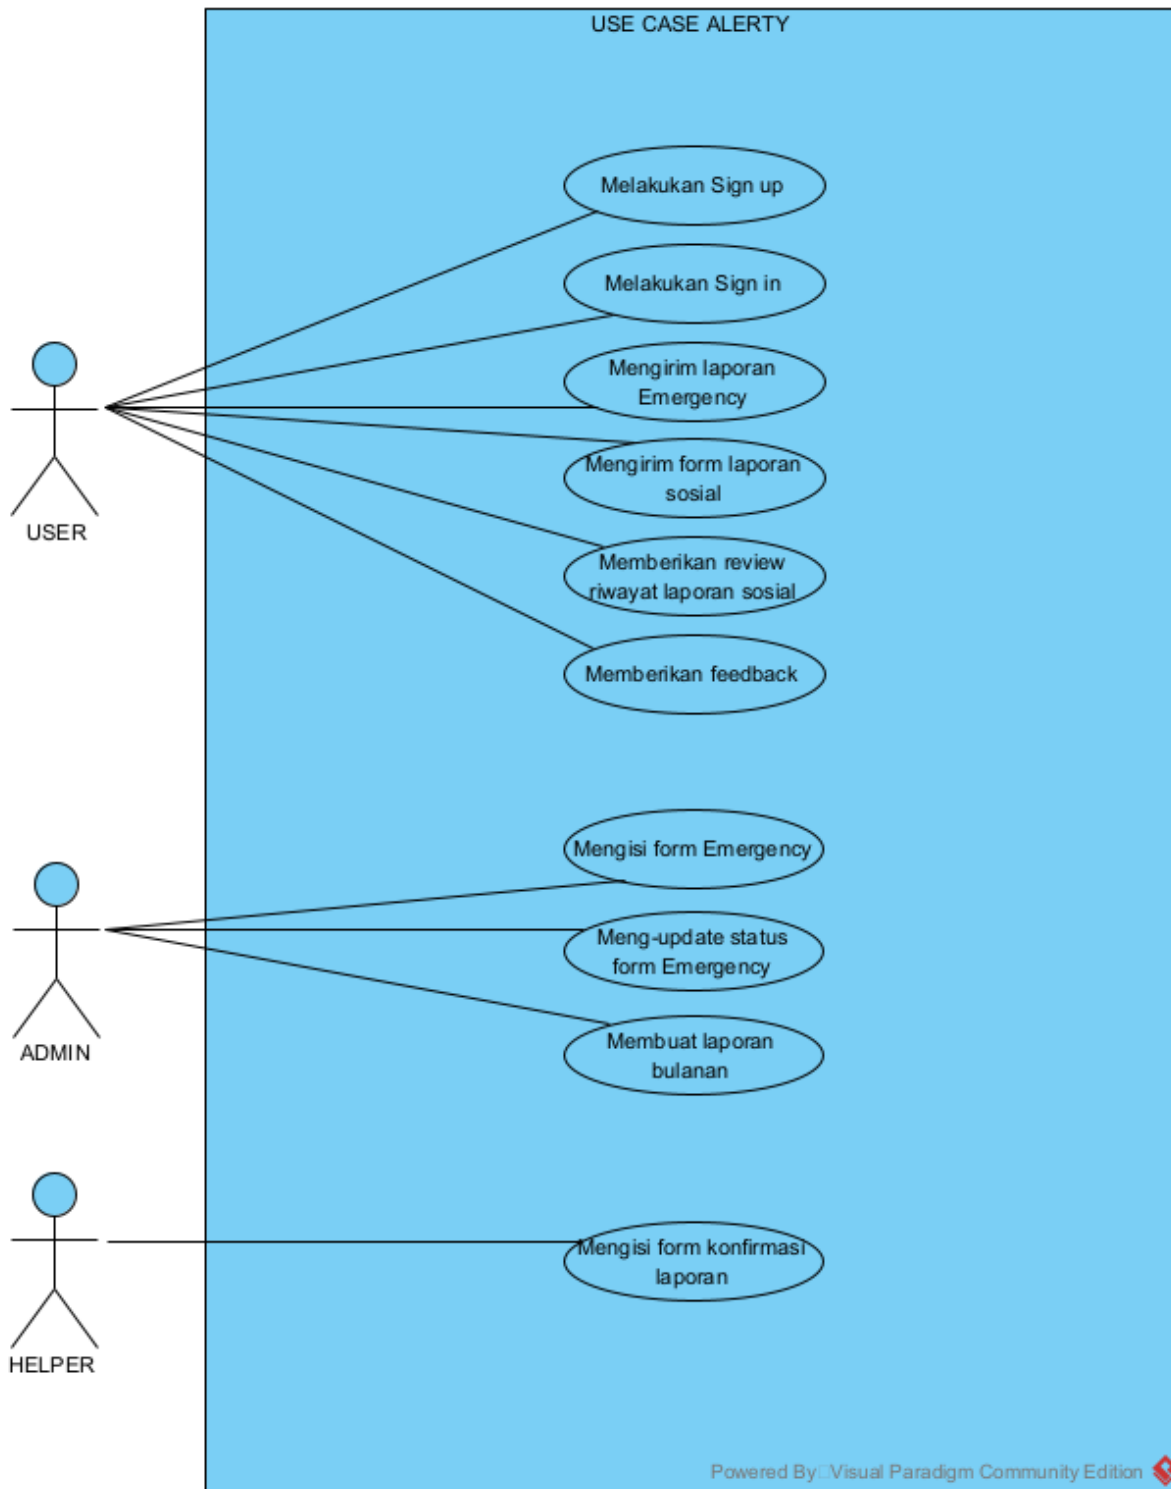 USE CASE ALERTY
Melakukan Sign up
Melakukan Sign in
Mengirim laporan
Emergency
Mengirim form laporan
sosial
Memberikan review
riwayat laporan sosial
Memberikan feedback
USER
Mengisi form Emergency
Meng-update status
form Emergency
Membuat laporan
bulanan
ADMIN
Mengisi form konfirmasi
laporan
HELPER
Powered By Visual Paradigm Community Edition